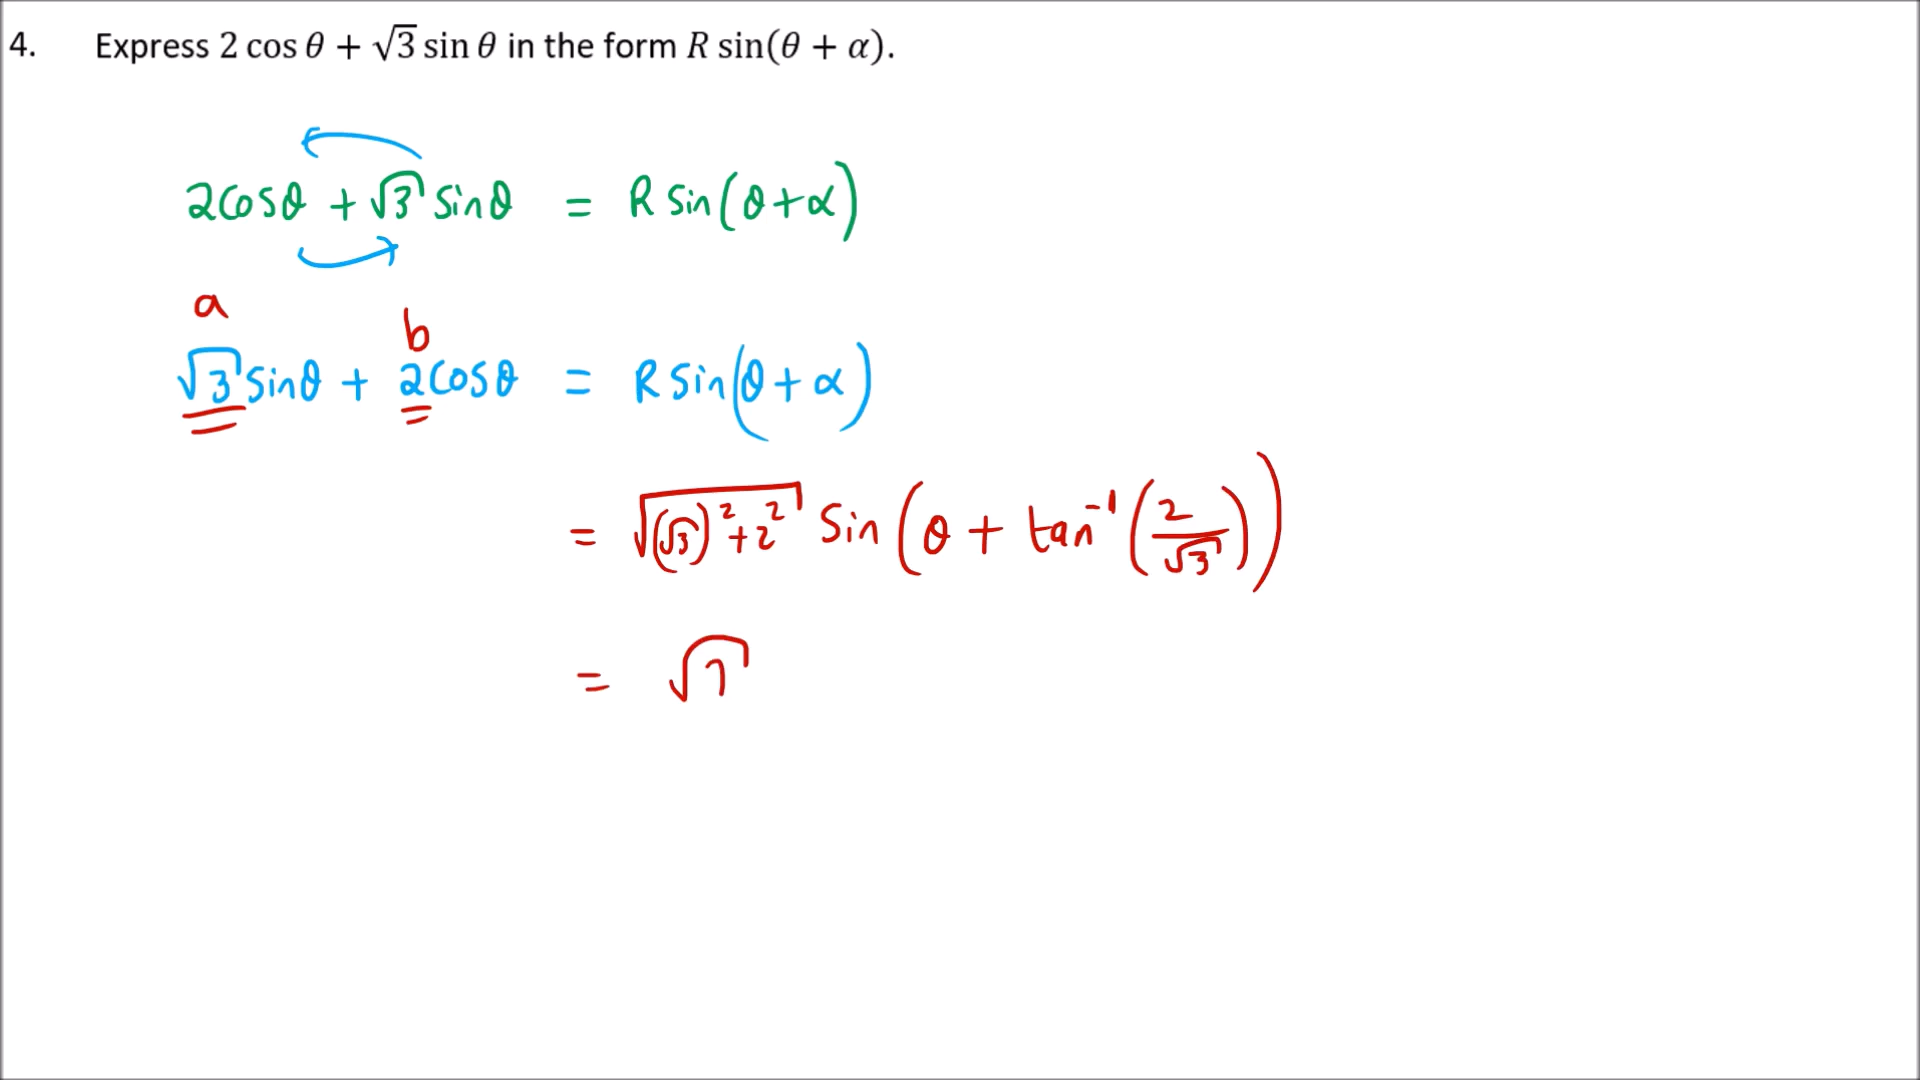 4. Express 2 cos θ + √3 sin θ in the form R sin(θ + α).
2cosθ + √3 sinθ = R sin(θ+α)
a b
√3 sinθ + 2cosθ = R sin(θ+α)
= √((√3)²+2²) sin(θ + tan⁻¹(2/√3))
= √7